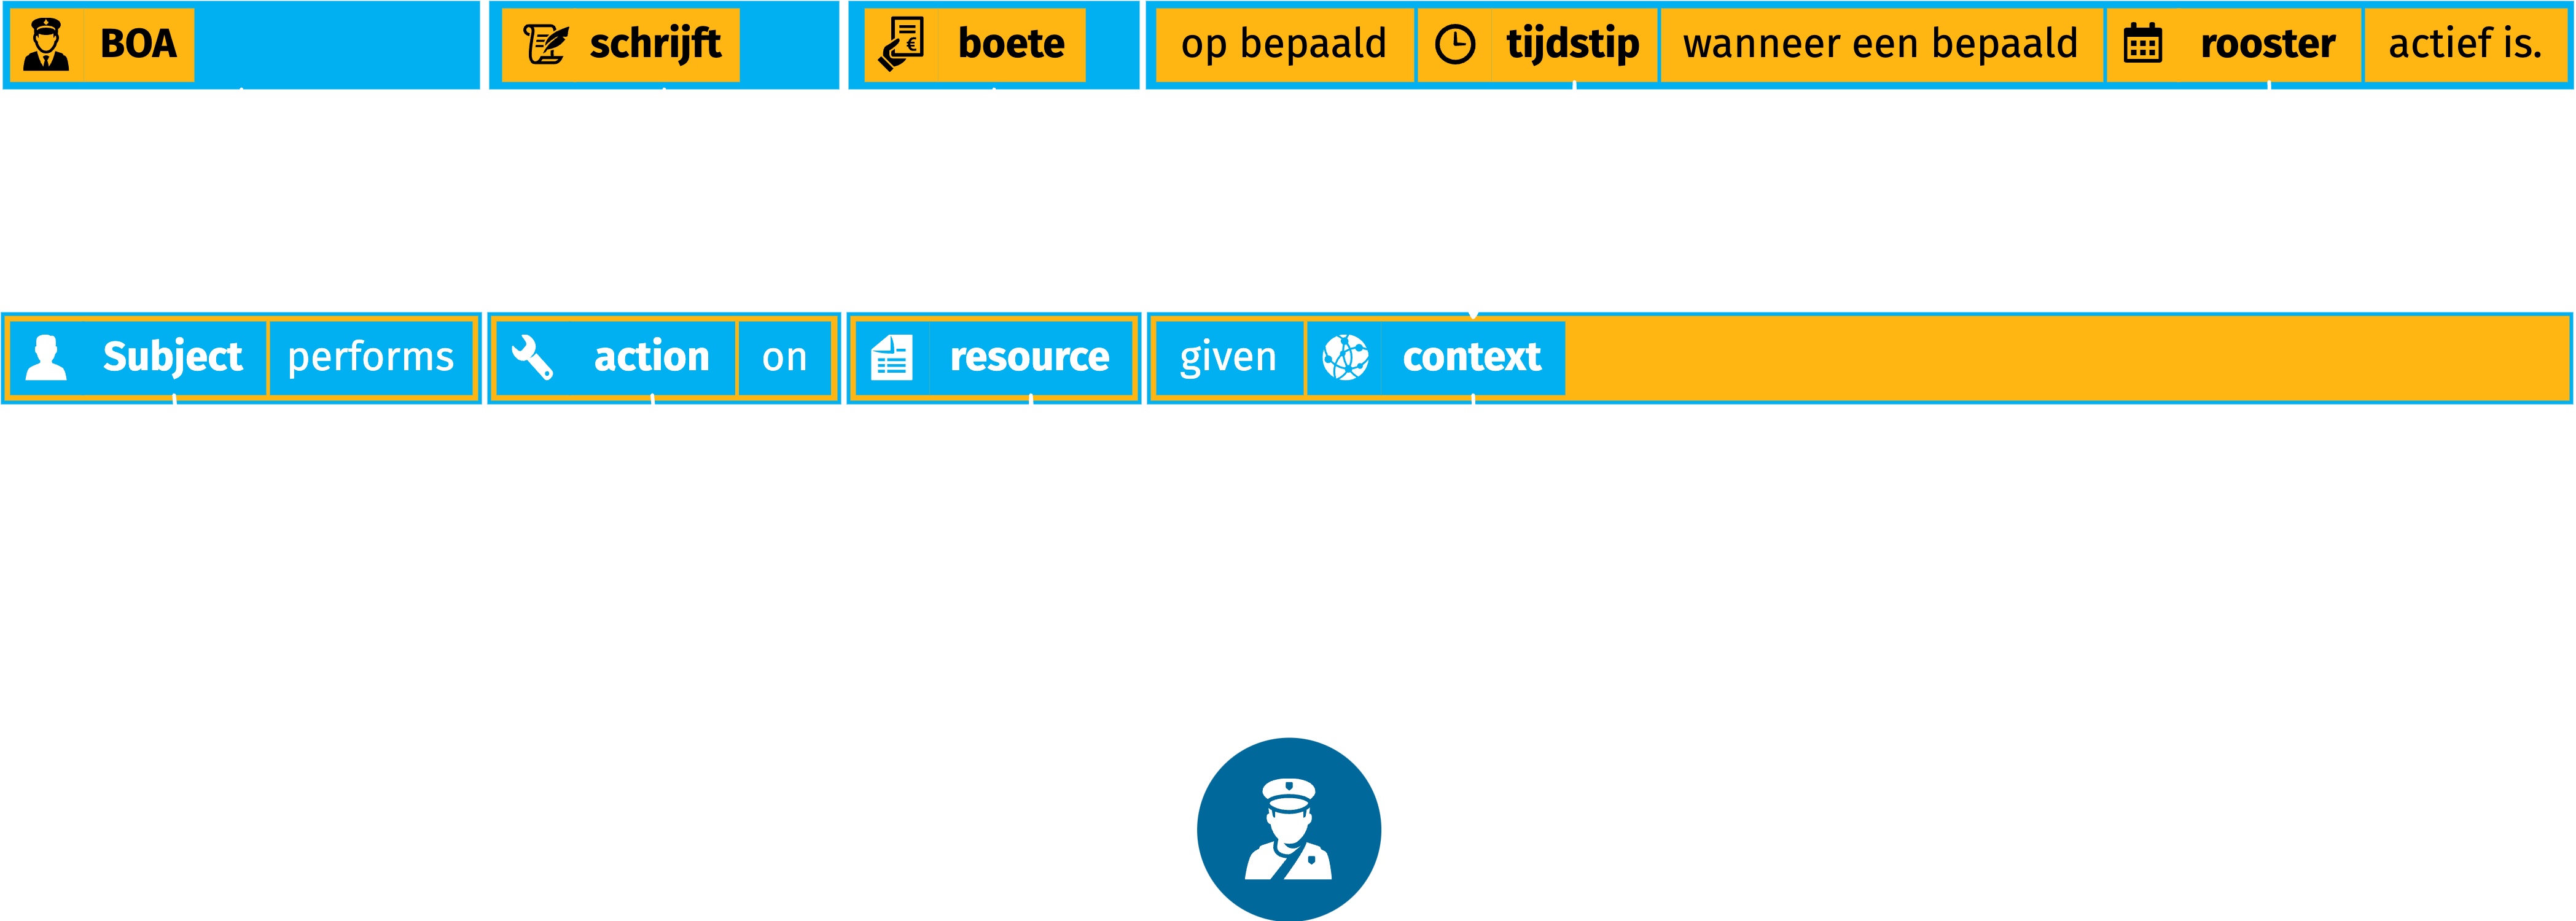 BOA schrijft boete op bepaald tijdstip wanneer een bepaald rooster actief is.
Subject performs action on resource given context